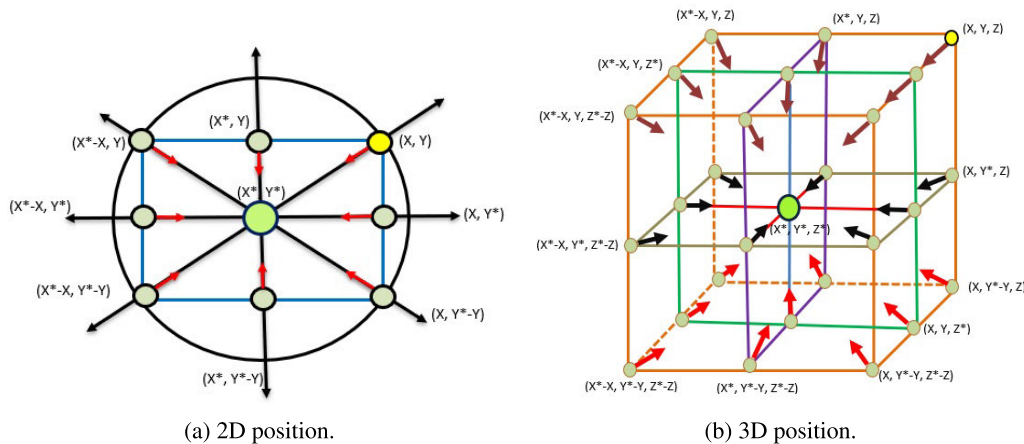 (X*, Y)
(X*-X, Y)
(X, Y)
(X*, Y*)
(X*-X, Y*)
(X, Y*)
(X*-X, Y*-Y)
(X, Y*-Y)
(X*, Y*-Y)
(a) 2D position.
(X*-X, Y, Z)
(X*, Y, Z)
(X, Y, Z)
(X*-X, Y, Z*)
(X*-X, Y, Z*-Z)
(X, Y*, Z)
(X*, Y*, Z*)
(X*-X, Y*, Z*-Z)
(X, Y*-Y, Z)
(X, Y, Z*)
(X*-X, Y*-Y, Z*-Z)
(X*, Y*-Y, Z*-Z)
(X, Y*-Y, Z*-Z)
(b) 3D position.